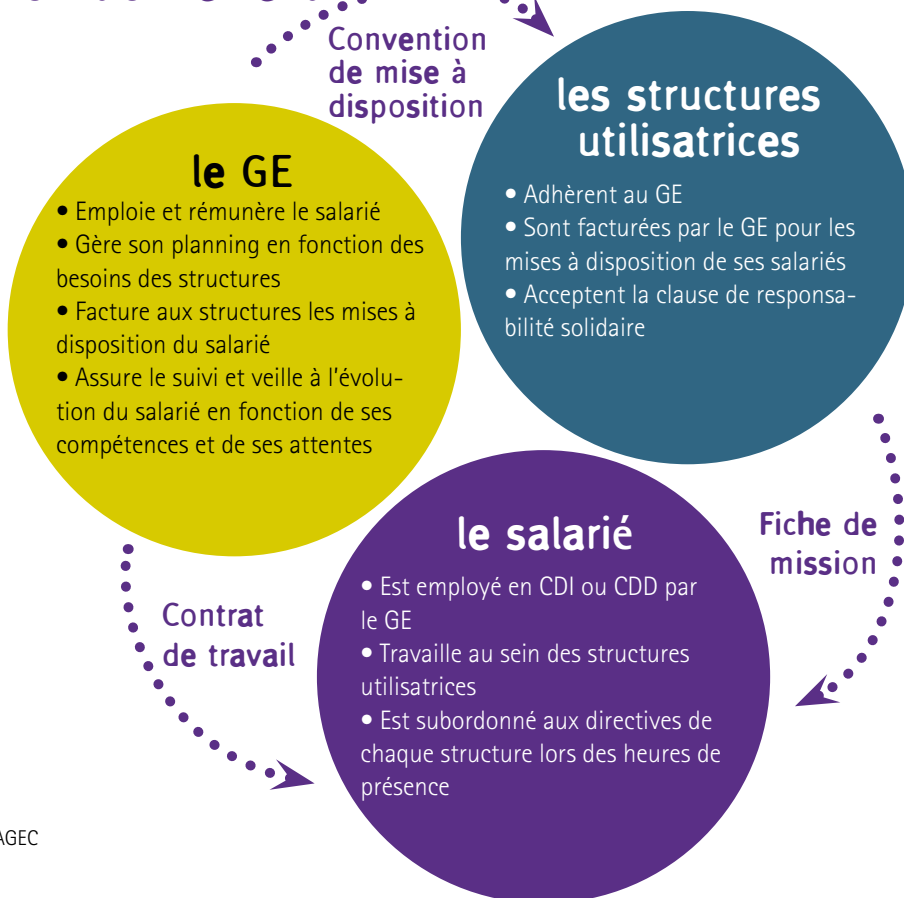 Convention
de mise à
disposition
les structures
utilisatrices
• Adhèrent au GE
• Sont facturées par le GE pour les
mises à disposition de ses salariés
• Acceptent la clause de responsa-
bilité solidaire
le GE
• Emploie et rémunère le salarié
• Gère son planning en fonction des
besoins des structures
• Facture aux structures les mises à
disposition du salarié
• Assure le suivi et veille à l'évolu-
tion du salarié en fonction de ses
compétences et de ses attentes
Fiche de
mission
le salarié
• Est employé en CDI ou CDD par
le GE
• Travaille au sein des structures
utilisatrices
• Est subordonné aux directives de
chaque structure lors des heures de
présence
Contrat
de travail
AGEC